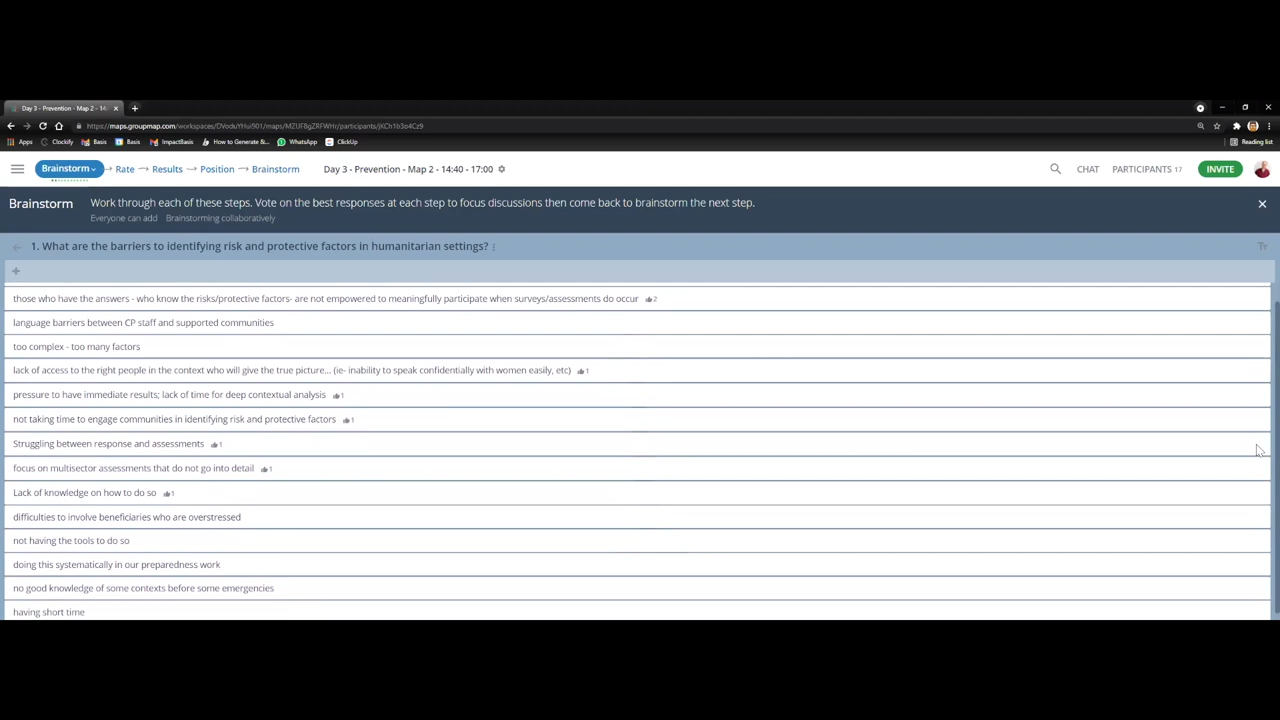 Day 3 - Prevention - Map 2 - 14:
https://maps.groupmap.com/workspaces/DVoduYHui901/maps/MZUF8gZRFWHr/participants/jKCh1b3o4Cz9
Apps Clockify Basis Basis ImpactBasis How to Generate &... WhatsApp ClickUp Reading list
Brainstorm Rate Results Position Brainstorm Day 3 - Prevention - Map 2 - 14:40 - 17:00 CHAT PARTICIPANTS 17 INVITE
Brainstorm Work through each of these steps. Vote on the best responses at each step to focus discussions then come back to brainstorm the next step.
Everyone can add Brainstorming collaboratively
1. What are the barriers to identifying risk and protective factors in humanitarian settings?
those who have the answers - who know the risks/protective factors- are not empowered to meaningfully participate when surveys/assessments do occur 2
language barriers between CP staff and supported communities
too complex - too many factors
lack of access to the right people in the context who will give the true picture... (ie- inability to speak confidentially with women easily, etc) 1
pressure to have immediate results; lack of time for deep contextual analysis 1
not taking time to engage communities in identifying risk and protective factors 1
Struggling between response and assessments 1
focus on multisector assessments that do not go into detail 1
Lack of knowledge on how to do so 1
difficulties to involve beneficiaries who are overstressed
not having the tools to do so
doing this systematically in our preparedness work
no good knowledge of some contexts before some emergencies
having short time